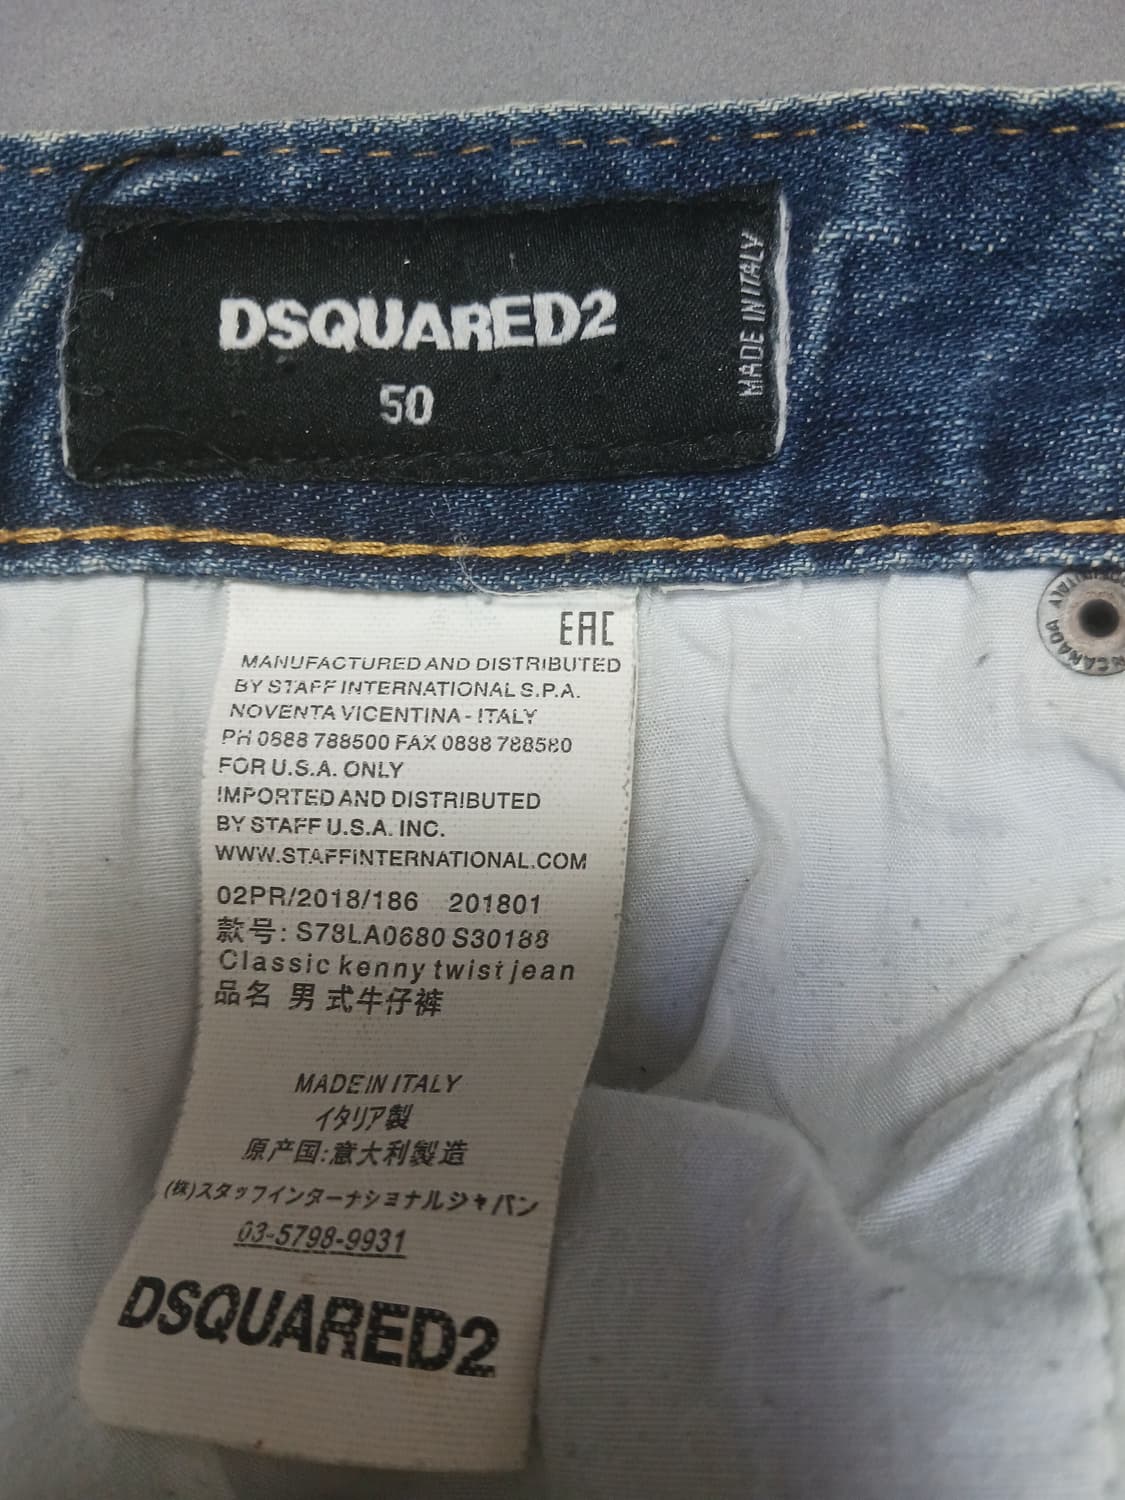 DSQUARED2
50
MADE IN ITALY
EAC
MANUFACTURED AND DISTRIBUTED
BY STAFF INTERNATIONAL S.P.A.
NOVENTA VICENTINA - ITALY
PH 0888 788500 FAX 0888 788580
FOR U.S.A. ONLY
IMPORTED AND DISTRIBUTED
BY STAFF U.S.A. INC.
WWW.STAFFINTERNATIONAL.COM
02PR/2018/186 201801
款号: S78LA0680 S30188
Classic kenny twist jean
品名 男式牛仔裤
MADE IN ITALY
イタリア製
原产国:意大利製造
(株)スタッフインターナショナルジャパン
03-5798-9931
DSQUARED2
CANADA